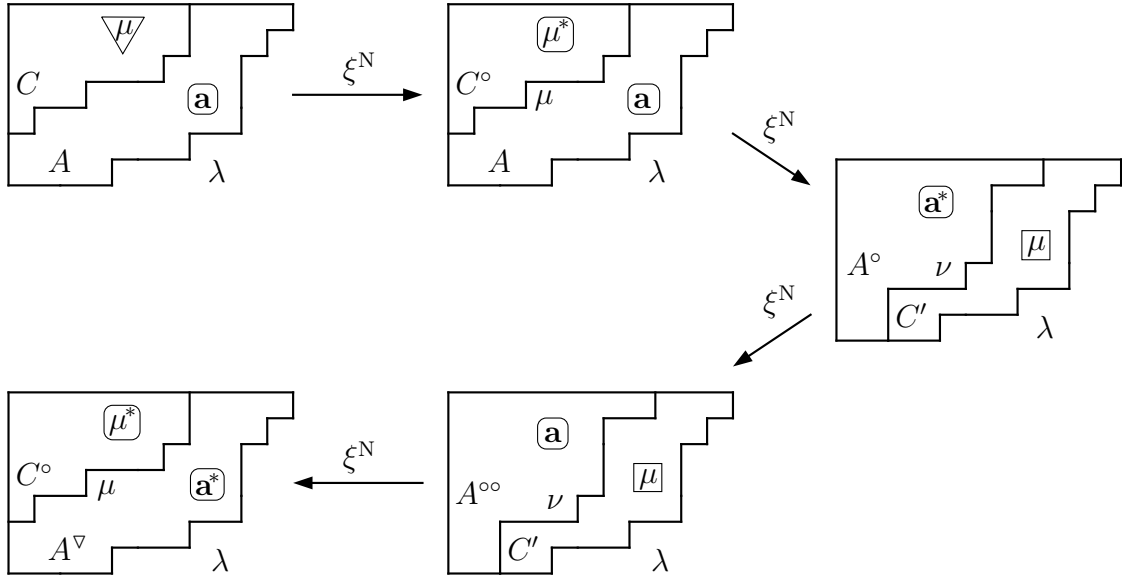 μ μ*
C a ξᴺ C° μ a
A λ A λ ξᴺ
a*
A° ν μ
C′ λ
ξᴺ
μ* a
C° μ a* ξᴺ A°° ν μ
A^▽ λ C′ λ